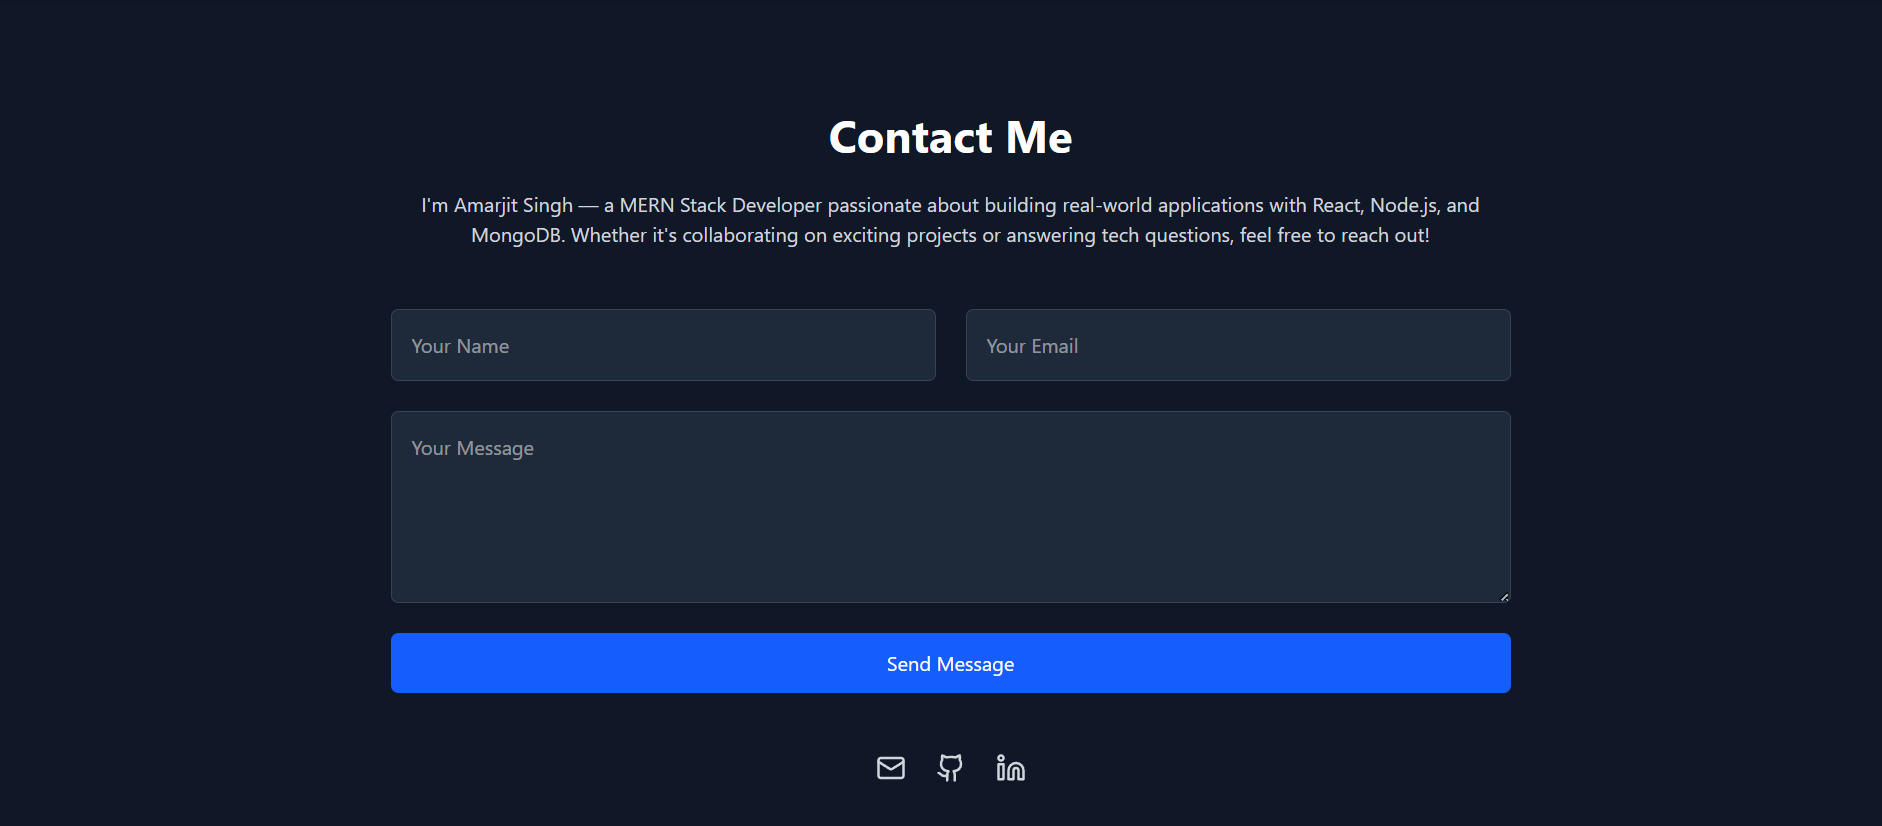 Contact Me
I'm Amarjit Singh — a MERN Stack Developer passionate about building real-world applications with React, Node.js, and
MongoDB. Whether it's collaborating on exciting projects or answering tech questions, feel free to reach out!
Your Name
Your Email
Your Message
Send Message